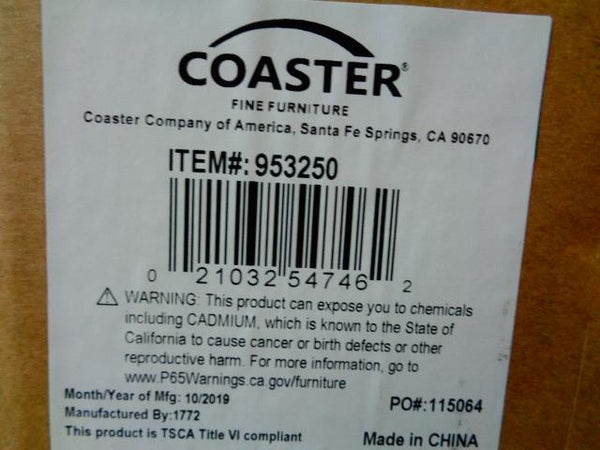 COASTER®
FINE FURNITURE
Coaster Company of America, Santa Fe Springs, CA 90670
ITEM#: 953250
0 21032 54746 2
⚠ WARNING: This product can expose you to chemicals
including CADMIUM, which is known to the State of
California to cause cancer or birth defects or other
reproductive harm. For more information, go to
www.P65Warnings.ca.gov/furniture
Month/Year of Mfg: 10/2019
PO#:115064
Manufactured By:1772
This product is TSCA Title VI compliant
Made in CHINA